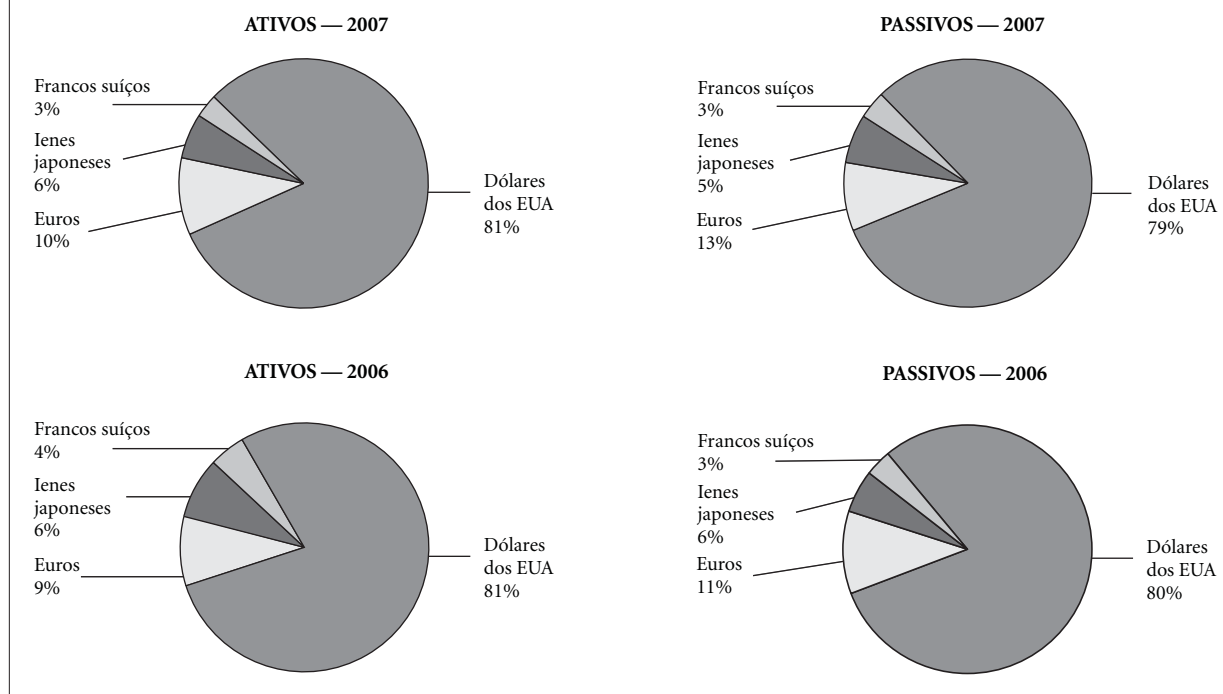 ATIVOS — 2007
Francos suíços
3%
Ienes
japoneses
6%
Euros
10%
Dólares
dos EUA
81%
PASSIVOS — 2007
Francos suíços
3%
Ienes
japoneses
5%
Euros
13%
Dólares
dos EUA
79%
ATIVOS — 2006
Francos suíços
4%
Ienes
japoneses
6%
Euros
9%
Dólares
dos EUA
81%
PASSIVOS — 2006
Francos suíços
3%
Ienes
japoneses
6%
Euros
11%
Dólares
dos EUA
80%